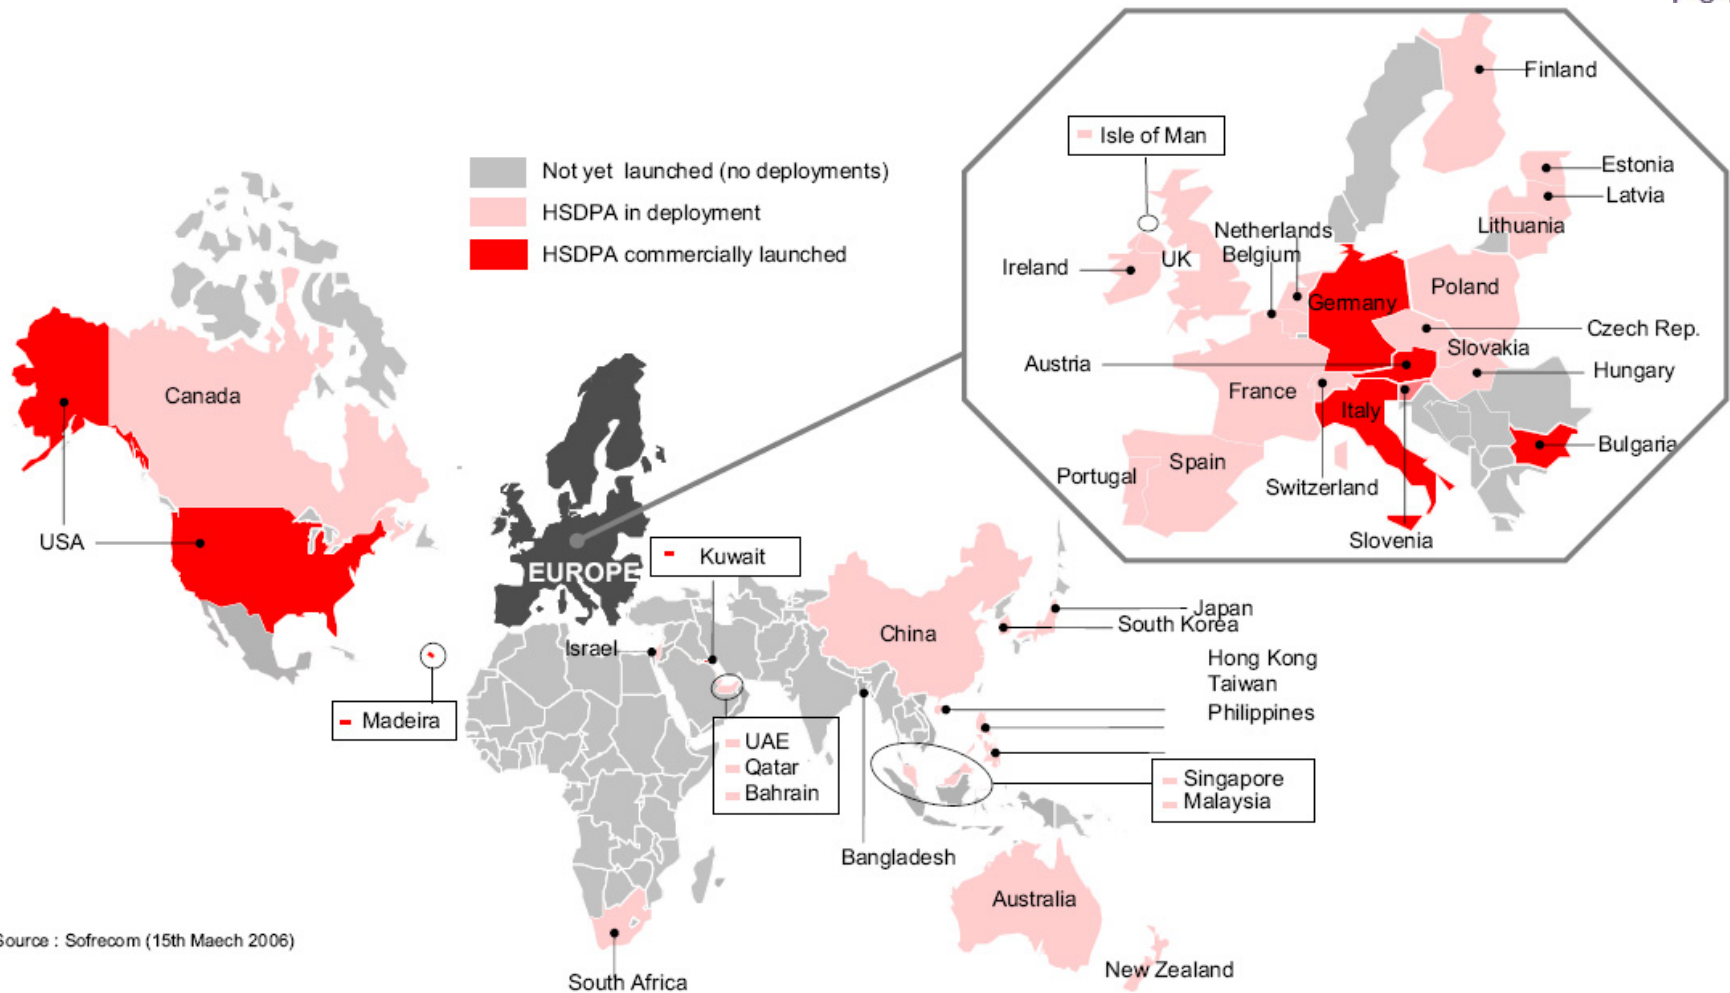 Not yet launched (no deployments)
HSDPA in deployment
HSDPA commercially launched
Isle of Man
Finland
Estonia
Latvia
Lithuania
Netherlands
Belgium
UK
Ireland
Germany
Poland
Czech Rep.
Slovakia
Austria
Hungary
France
Italy
Bulgaria
Spain
Portugal
Switzerland
Slovenia
Canada
USA
EUROPE
Kuwait
Israel
China
Japan
South Korea
Hong Kong
Taiwan
Philippines
Madeira
UAE
Qatar
Bahrain
Singapore
Malaysia
Bangladesh
Australia
New Zealand
South Africa
Source : Sofrecom (15th Maech 2006)